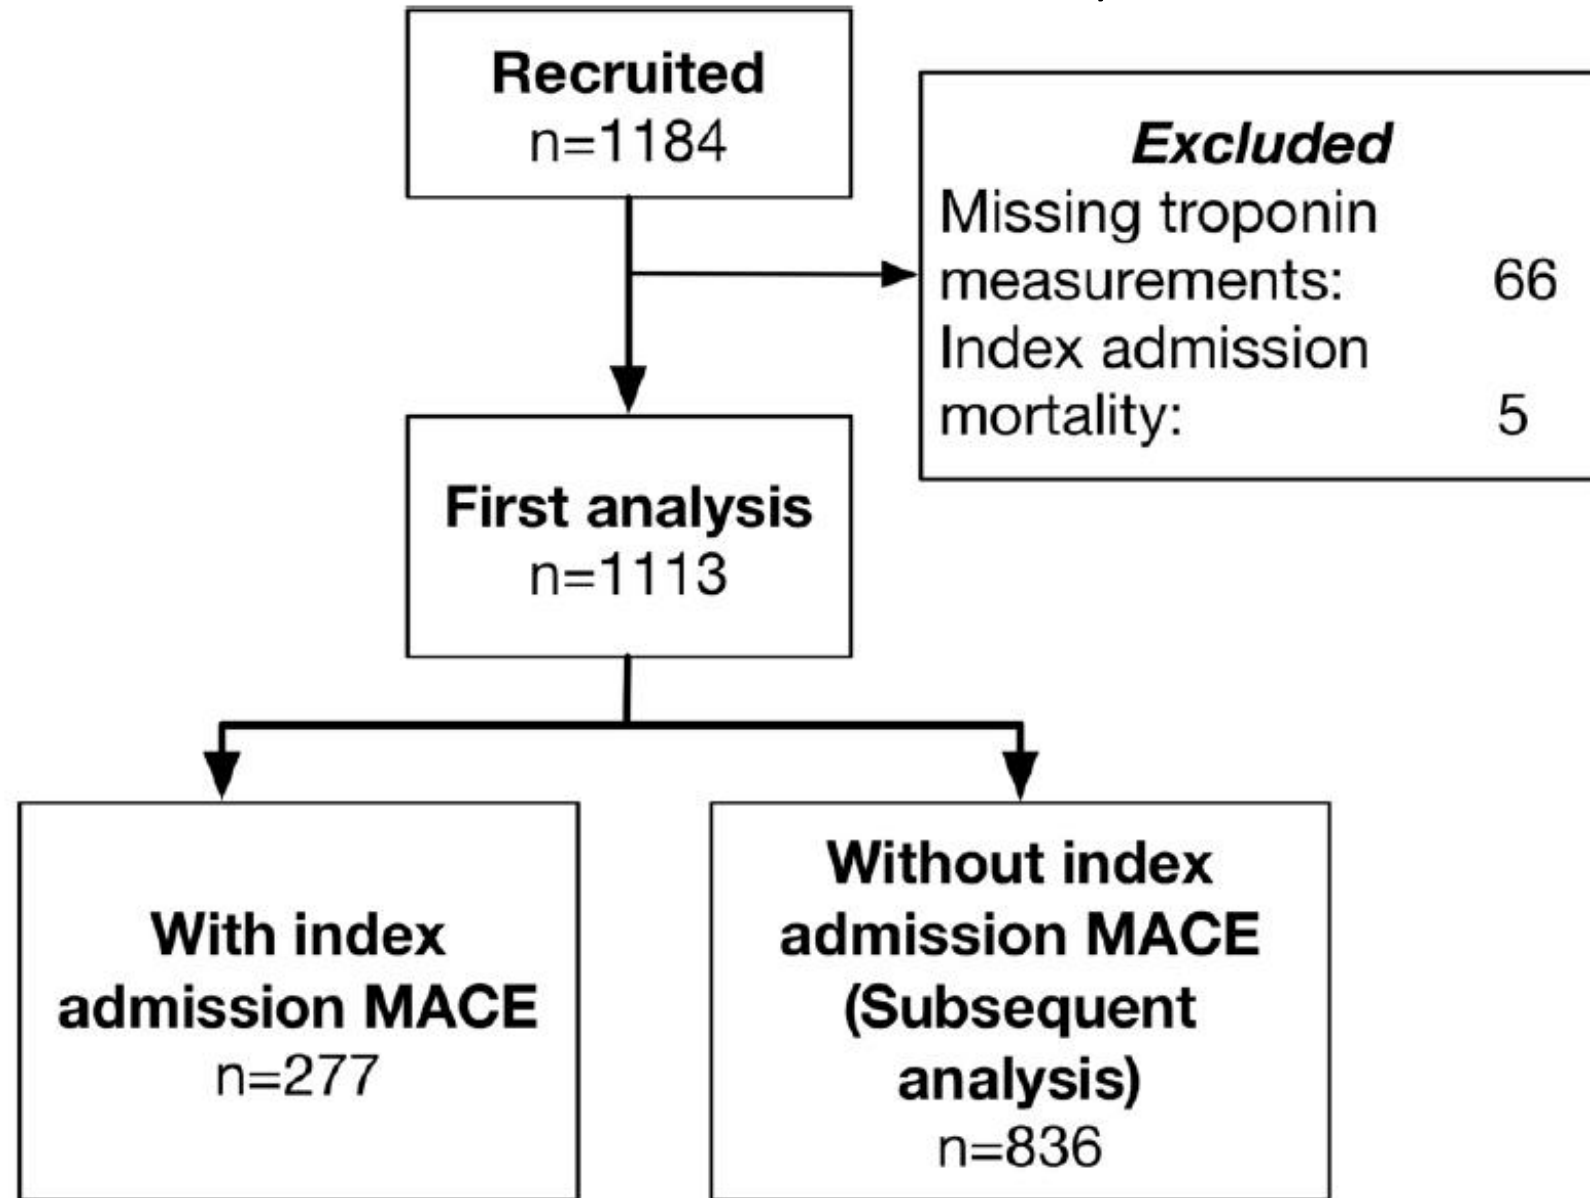 Recruited
n=1184
Excluded
Missing troponin
measurements: 66
Index admission
mortality: 5
First analysis
n=1113
With index
admission MACE
n=277
Without index
admission MACE
(Subsequent
analysis)
n=836